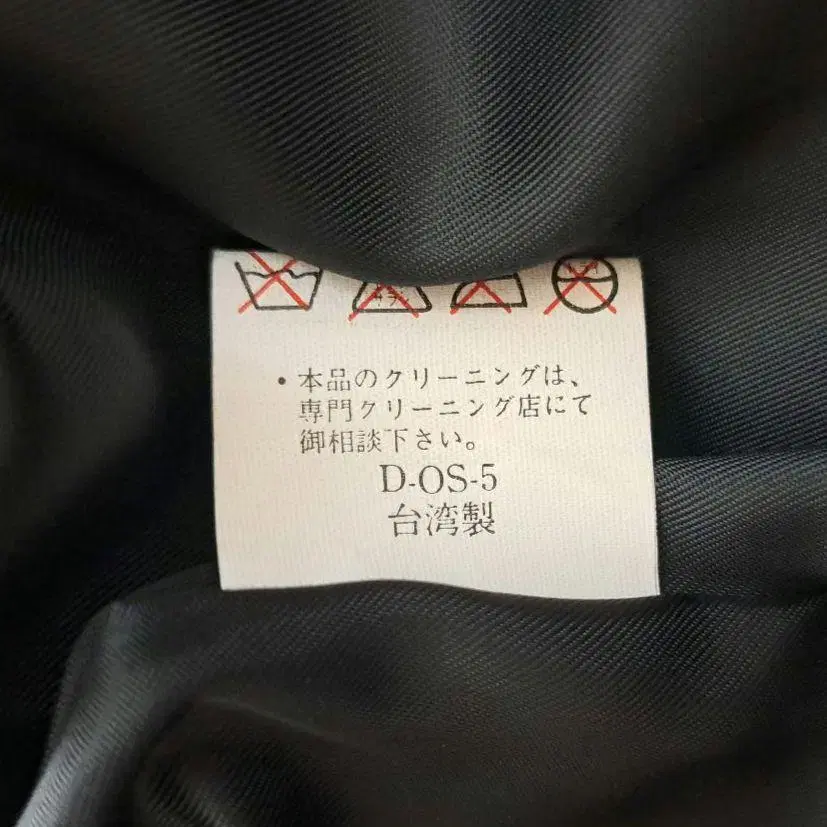 ・本品のクリーニングは、
専門クリーニング店にて
御相談下さい。
D-OS-5
台湾製